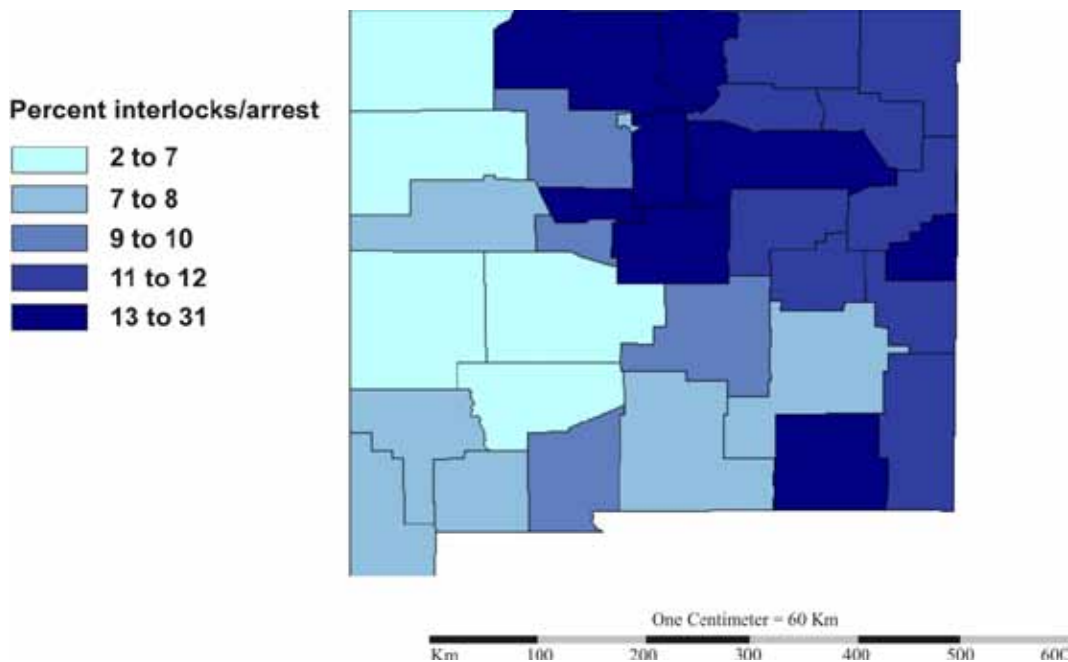 Percent interlocks/arrest
2 to 7
7 to 8
9 to 10
11 to 12
13 to 31
One Centimeter = 60 Km
Km 100 200 300 400 500 600